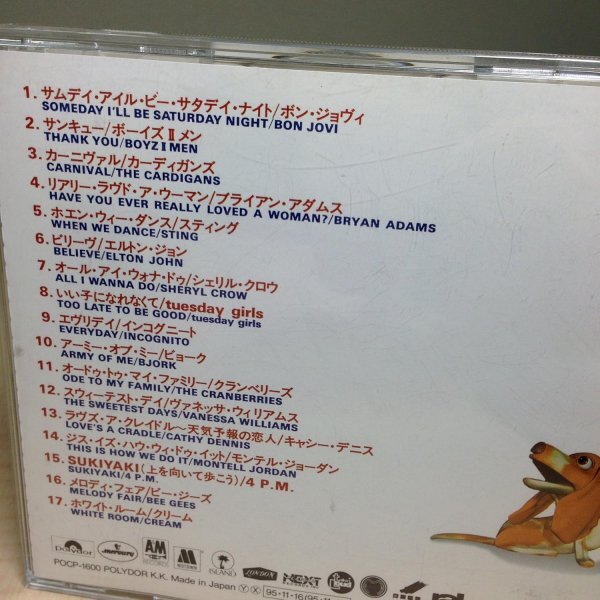 1. サムデイ・アイル・ビー・サタデイ・ナイト/ボン・ジョヴィ
SOMEDAY I'LL BE SATURDAY NIGHT/BON JOVI
2. サンキュー/ボーイズⅡメン
THANK YOU/BOYZⅡMEN
3. カーニヴァル/カーディガンズ
CARNIVAL/THE CARDIGANS
4. リアリー・ラヴド・ア・ウーマン/ブライアン・アダムス
HAVE YOU EVER REALLY LOVED A WOMAN?/BRYAN ADAMS
5. ホエン・ウィー・ダンス/スティング
WHEN WE DANCE/STING
6. ビリーヴ/エルトン・ジョン
BELIEVE/ELTON JOHN
7. オール・アイ・ウォナ・ドゥ/シェリル・クロウ
ALL I WANNA DO/SHERYL CROW
8. いい子になれなくて/tuesday girls
TOO LATE TO BE GOOD/tuesday girls
9. エヴリデイ/インコグニート
EVERYDAY/INCOGNITO
10. アーミー・オブ・ミー/ビョーク
ARMY OF ME/BJORK
11. オードゥ・トゥ・マイ・ファミリー/クランベリーズ
ODE TO MY FAMILY/THE CRANBERRIES
12. スウィーテスト・デイ/ヴァネッサ・ウィリアムス
THE SWEETEST DAYS/VANESSA WILLIAMS
13. ラヴズ・ア・クレイドル〜天気予報の恋人/キャシー・デニス
LOVE'S A CRADLE/CATHY DENNIS
14. ジス・イズ・ハウ・ウィ・ドゥ・イット/モンテル・ジョーダン
THIS IS HOW WE DO IT/MONTELL JORDAN
15. SUKIYAKI(上を向いて歩こう)/4 P.M.
SUKIYAKI/4 P.M.
16. メロディ・フェア/ビー・ジーズ
MELODY FAIR/BEE GEES
17. ホワイト・ルーム/クリーム
WHITE ROOM/CREAM
Polydor mercury A&M RECORDS MOTOWN ISLAND LONDON
POCP-1600 POLYDOR K.K. Made in Japan Y X 95・11・16